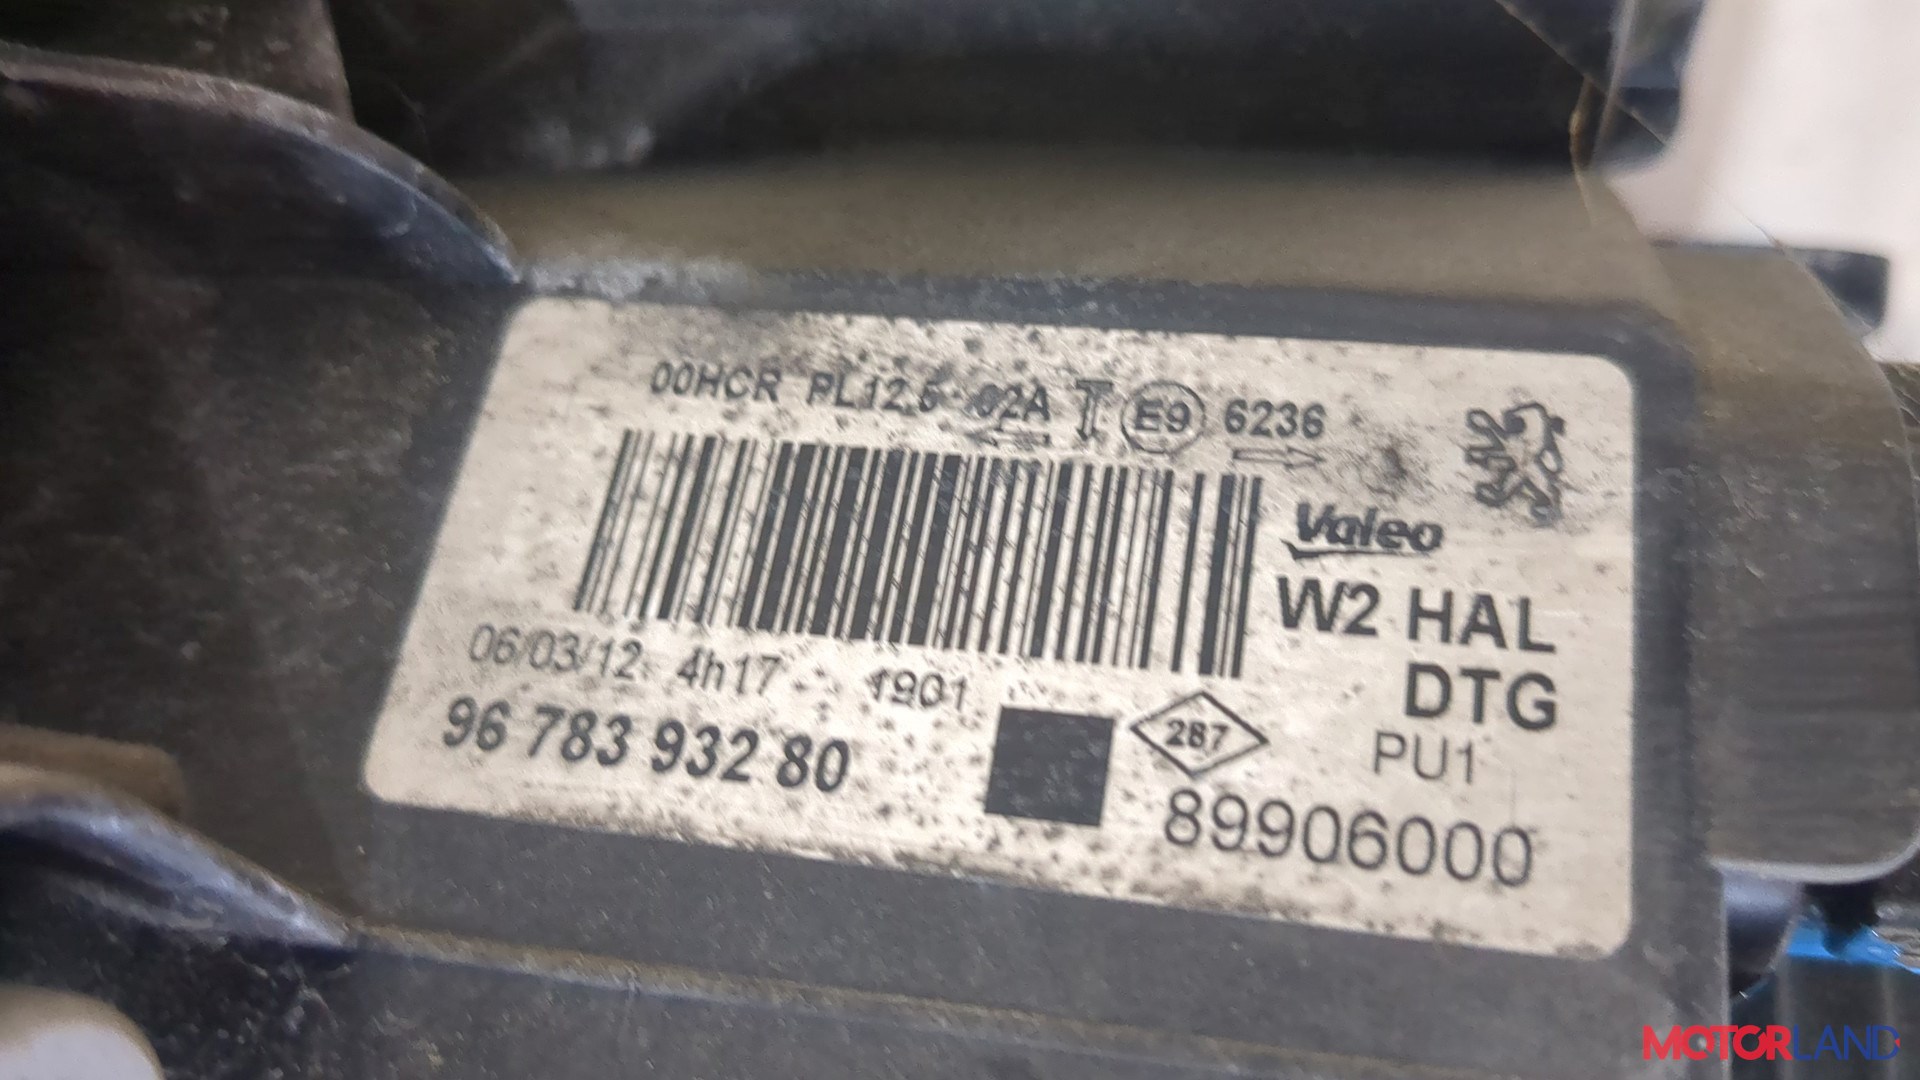 00HCR PL12.5 02A E9 6236
Valeo
W2 HAL
DTG
PU1
06/03/12 4h17 1901
96 783 932 80
287
89906000
MOTORLAND